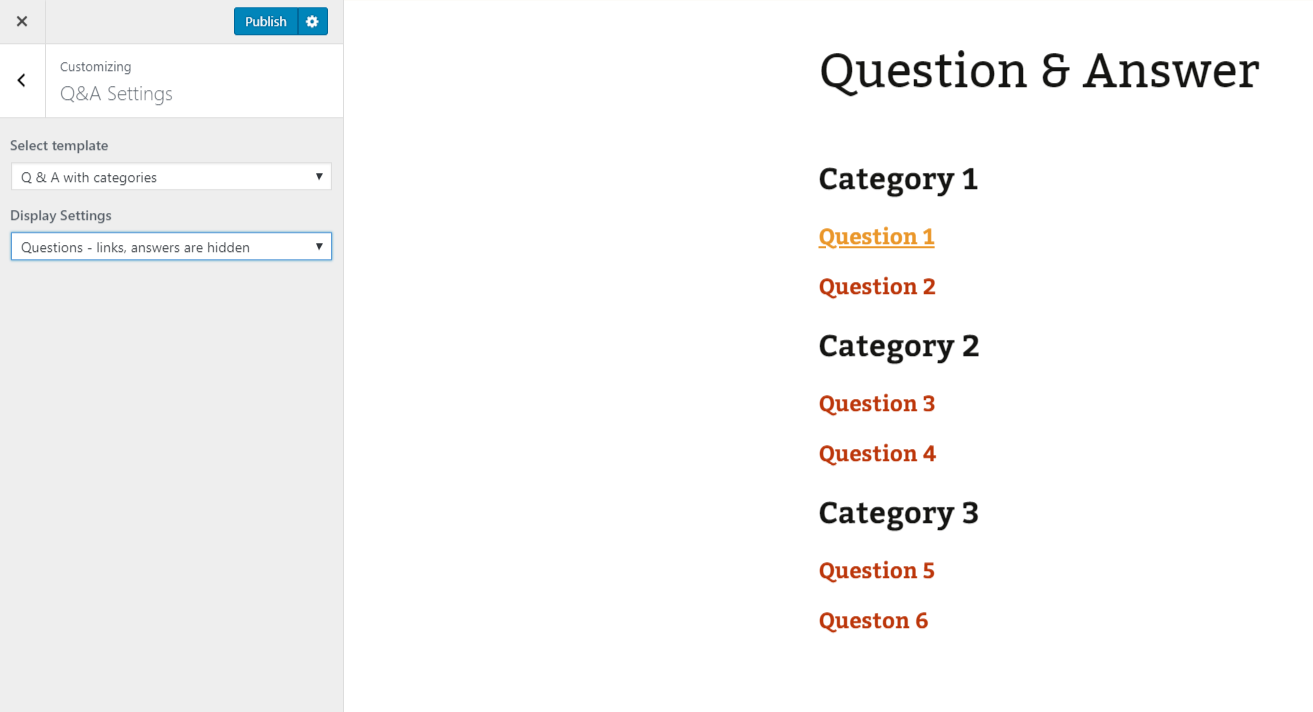 Publish
Customizing
Q&A Settings
Select template
Q & A with categories
Display Settings
Questions - links, answers are hidden
Question & Answer
Category 1
Question 1
Question 2
Category 2
Question 3
Question 4
Category 3
Question 5
Queston 6